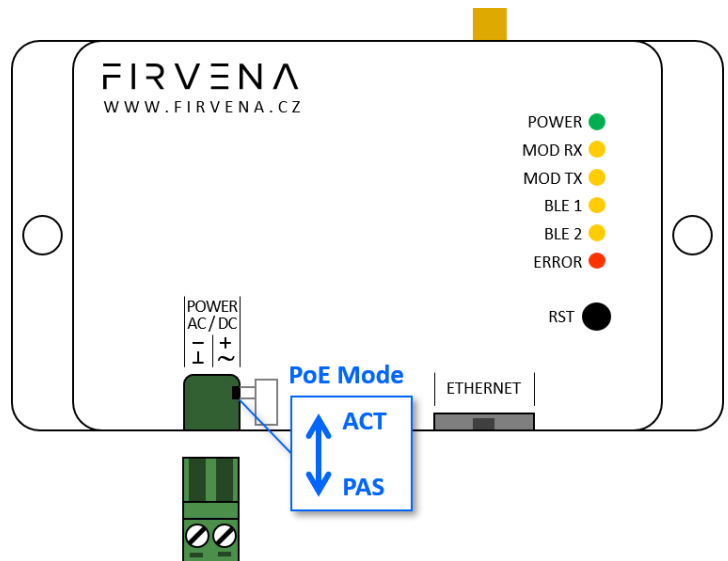 FIRVENA
WWW.FIRVENA.CZ
POWER
MOD RX
MOD TX
BLE 1
BLE 2
ERROR
RST
POWER
AC/DC
− +
⊥ ~
PoE Mode
ACT
PAS
ETHERNET